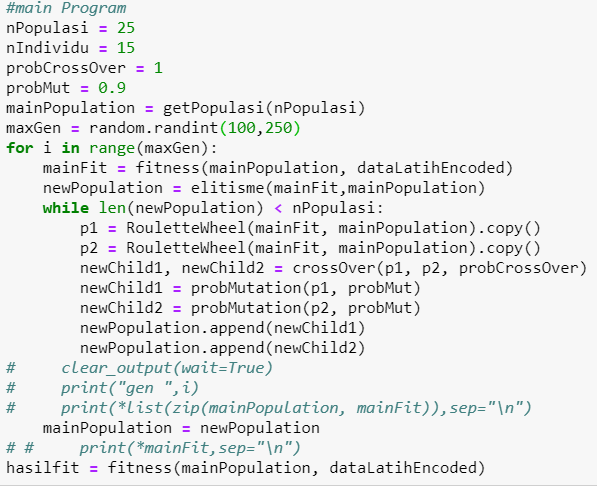 #main Program
nPopulasi = 25
nIndividu = 15
probCrossOver = 1
probMut = 0.9
mainPopulation = getPopulasi(nPopulasi)
maxGen = random.randint(100,250)
for i in range(maxGen):
    mainFit = fitness(mainPopulation, dataLatihEncoded)
    newPopulation = elitisme(mainFit,mainPopulation)
    while len(newPopulation) < nPopulasi:
        p1 = RouletteWheel(mainFit, mainPopulation).copy()
        p2 = RouletteWheel(mainFit, mainPopulation).copy()
        newChild1, newChild2 = crossOver(p1, p2, probCrossOver)
        newChild1 = probMutation(p1, probMut)
        newChild2 = probMutation(p2, probMut)
        newPopulation.append(newChild1)
        newPopulation.append(newChild2)
#     clear_output(wait=True)
#     print("gen ",i)
#     print(*list(zip(mainPopulation, mainFit)),sep="\n")
    mainPopulation = newPopulation
# #     print(*mainFit,sep="\n")
hasilfit = fitness(mainPopulation, dataLatihEncoded)